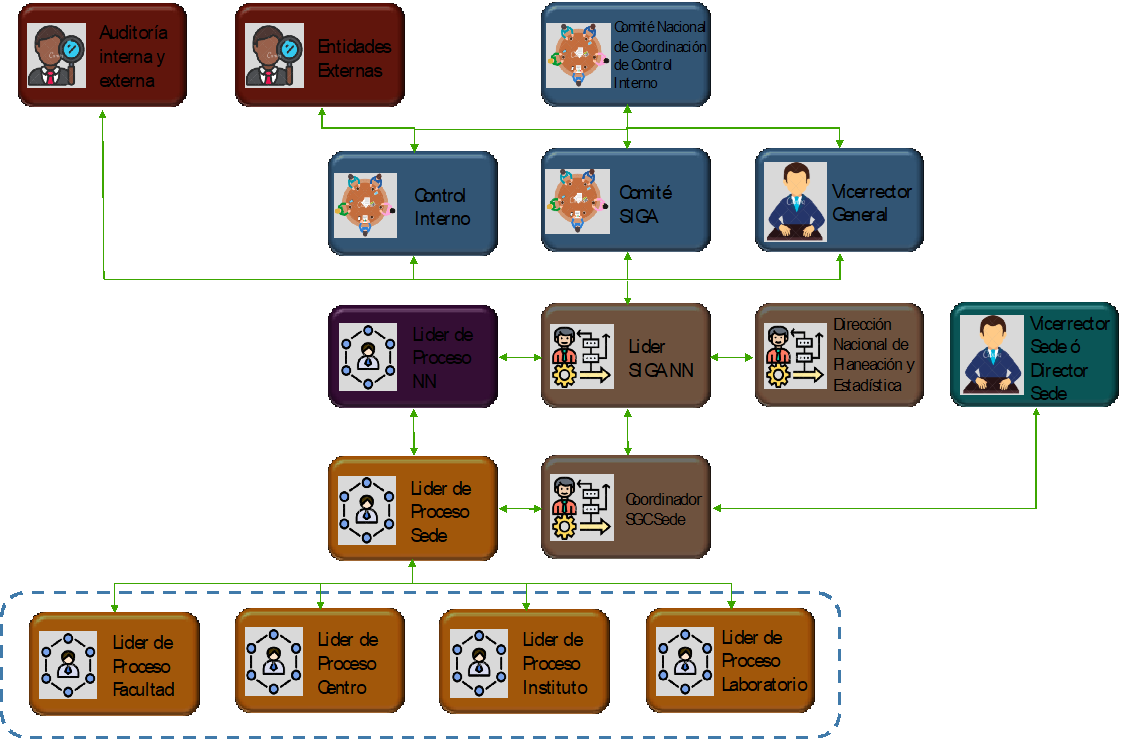 Auditoría
interna y
externa
Entidades
Externas
Comité Nacional
de Coordinación
de Control
Interno
Control
Interno
Comité
SIGA
Vicerrector
General
Lider de
Proceso
NN
Lider
SIGA NN
Dirección
Nacional de
Planeación y
Estadística
Vicerrector
Sede ó
Director
Sede
Lider de
Proceso
Sede
Coordinador
SGCSede
Lider de
Proceso
Facultad
Lider de
Proceso
Centro
Lider de
Proceso
Instituto
Lider de
Proceso
Laboratorio